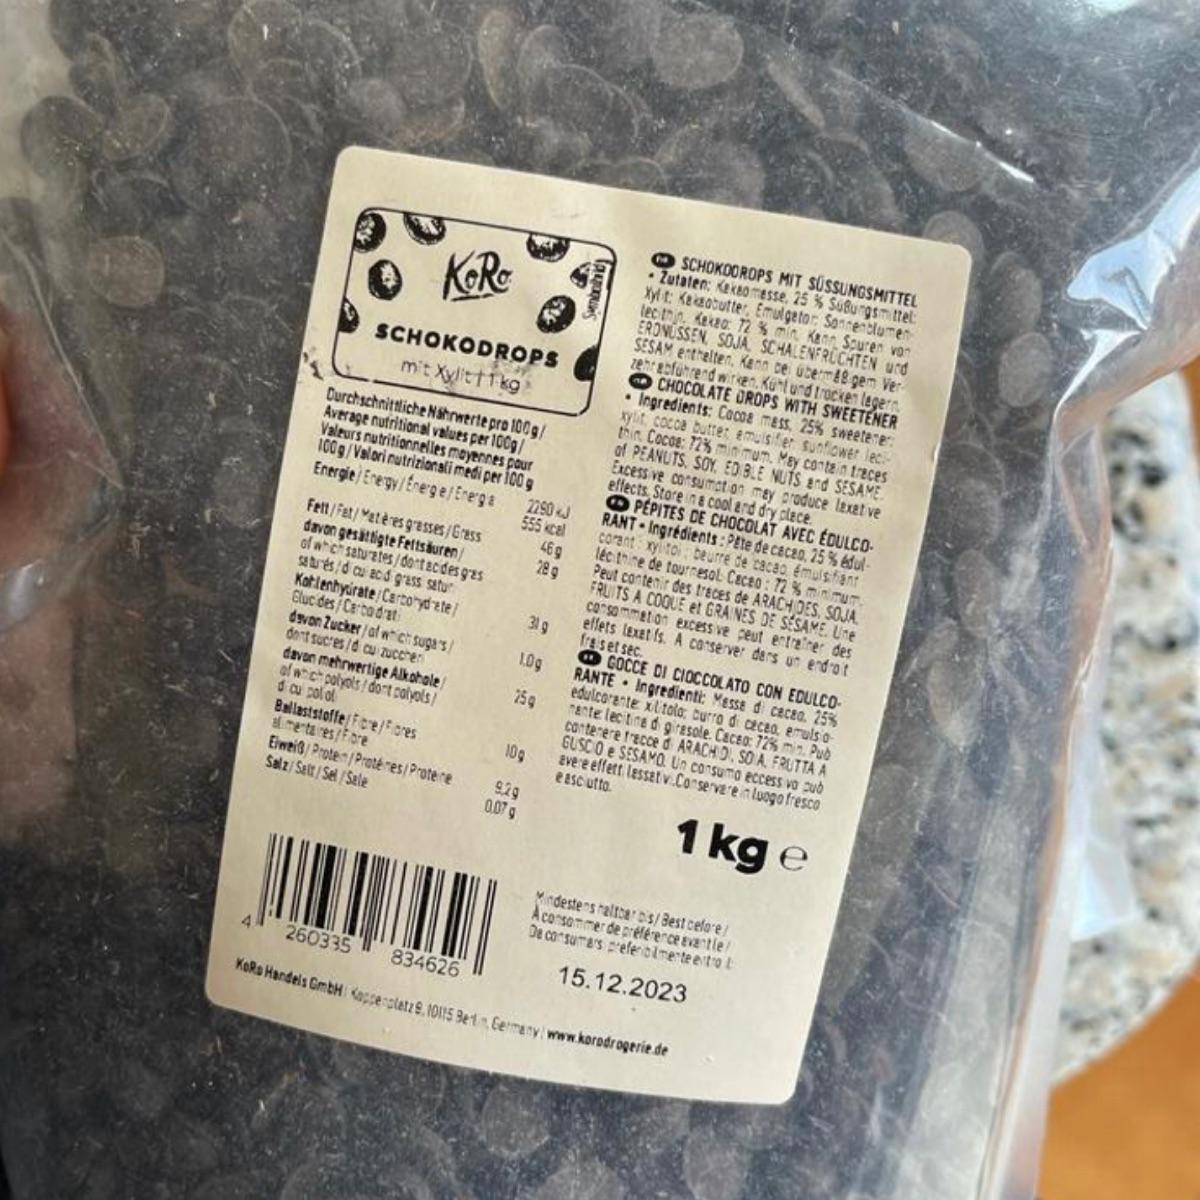 KoRo
Symbolbild
SCHOKODROPS
mit Xylit | 1 kg
Durchschnittliche Nährwerte pro 100g/
Average nutritional values per 100g/
Valeurs nutritionnelles moyennes pour
100g/Valori nutrizionali medi per 100 g
Energie/Energy/Énergie/Energia
2290 kJ
555 kcal
Fett/Fat/Matières grasses/Grass
46g
davon gesättigte Fettsäuren/
of which saturates/dont acides gras
saturés/di cui acidi grassi saturi
28 g
Kohlenhydrate/Carbohydrate/
Glucides/Carboidrati
31 g
davon Zucker/of which sugars/
dont sucres/di cui zuccheri
1.0g
davon mehrwertige Alkohole/
of which polyols/dont polyols/
di cui polioli
25g
Ballaststoffe/Fibre/Fibres
alimentaires/Fibre
10g
Eiweiß/Protein/Protéines/Proteine
9,2g
Salz/Salt/Sel/Sale
0,07 g
4 260335 834626
KoRo Handels GmbH | Koppenplatz 9, 10115 Berlin, Germany | www.korodrogerie.de
DE SCHOKODROPS MIT SÜSSUNGSMITTEL
• Zutaten: Kakaomasse, 25 % Süßungsmittel:
Xylit; Kakaobutter, Emulgator: Sonnenblumen-
lecithin. Kakao: 72 % min. Kann Spuren von
ERDNÜSSEN, SOJA, SCHALENFRÜCHTEN und
SESAM enthalten. Kann bei übermäßigem Ver-
zehr abführend wirken. Kühl und trocken lagern.
CHOCOLATE DROPS WITH SWEETENER
• Ingredients: Cocoa mass, 25% sweetener:
xylit; cocoa butter, emulsifier: sunflower leci-
thin. Cocoa: 72% minimum. May contain traces
of PEANUTS, SOY, EDIBLE NUTS and SESAME.
Excessive consumption may produce laxative
effects. Store in a cool and dry place.
PÉPITES DE CHOCOLAT AVEC ÉDULCO-
RANT • Ingrédients : Pâte de cacao, 25 % édul-
corant : xylitol ; beurre de cacao, émulsifiant :
lécithine de tournesol. Cacao : 72 % minimum.
Peut contenir des traces de ARACHIDES, SOJA,
FRUITS À COQUE et GRAINES DE SÉSAME. Une
consommation excessive peut entraîner des
effets laxatifs. A conserver dans un endroit
frais et sec.
GOCCE DI CIOCCOLATO CON EDULCO-
RANTE • Ingredienti: Massa di cacao, 25%
edulcorante: xilitolo; burro di cacao, emulsio-
nante: lecitina di girasole. Cacao: 72% min. Può
contenere tracce di ARACHIDI, SOIA, FRUTTA A
GUSCIO e SESAMO. Un consumo eccessivo può
avere effetti lassativi. Conservare in luogo fresco
e asciutto.
1 kg e
Mindestens haltbar bis/Best before/
À consommer de préférence avant le/
Da consumarsi preferibilmente entro il:
15.12.2023